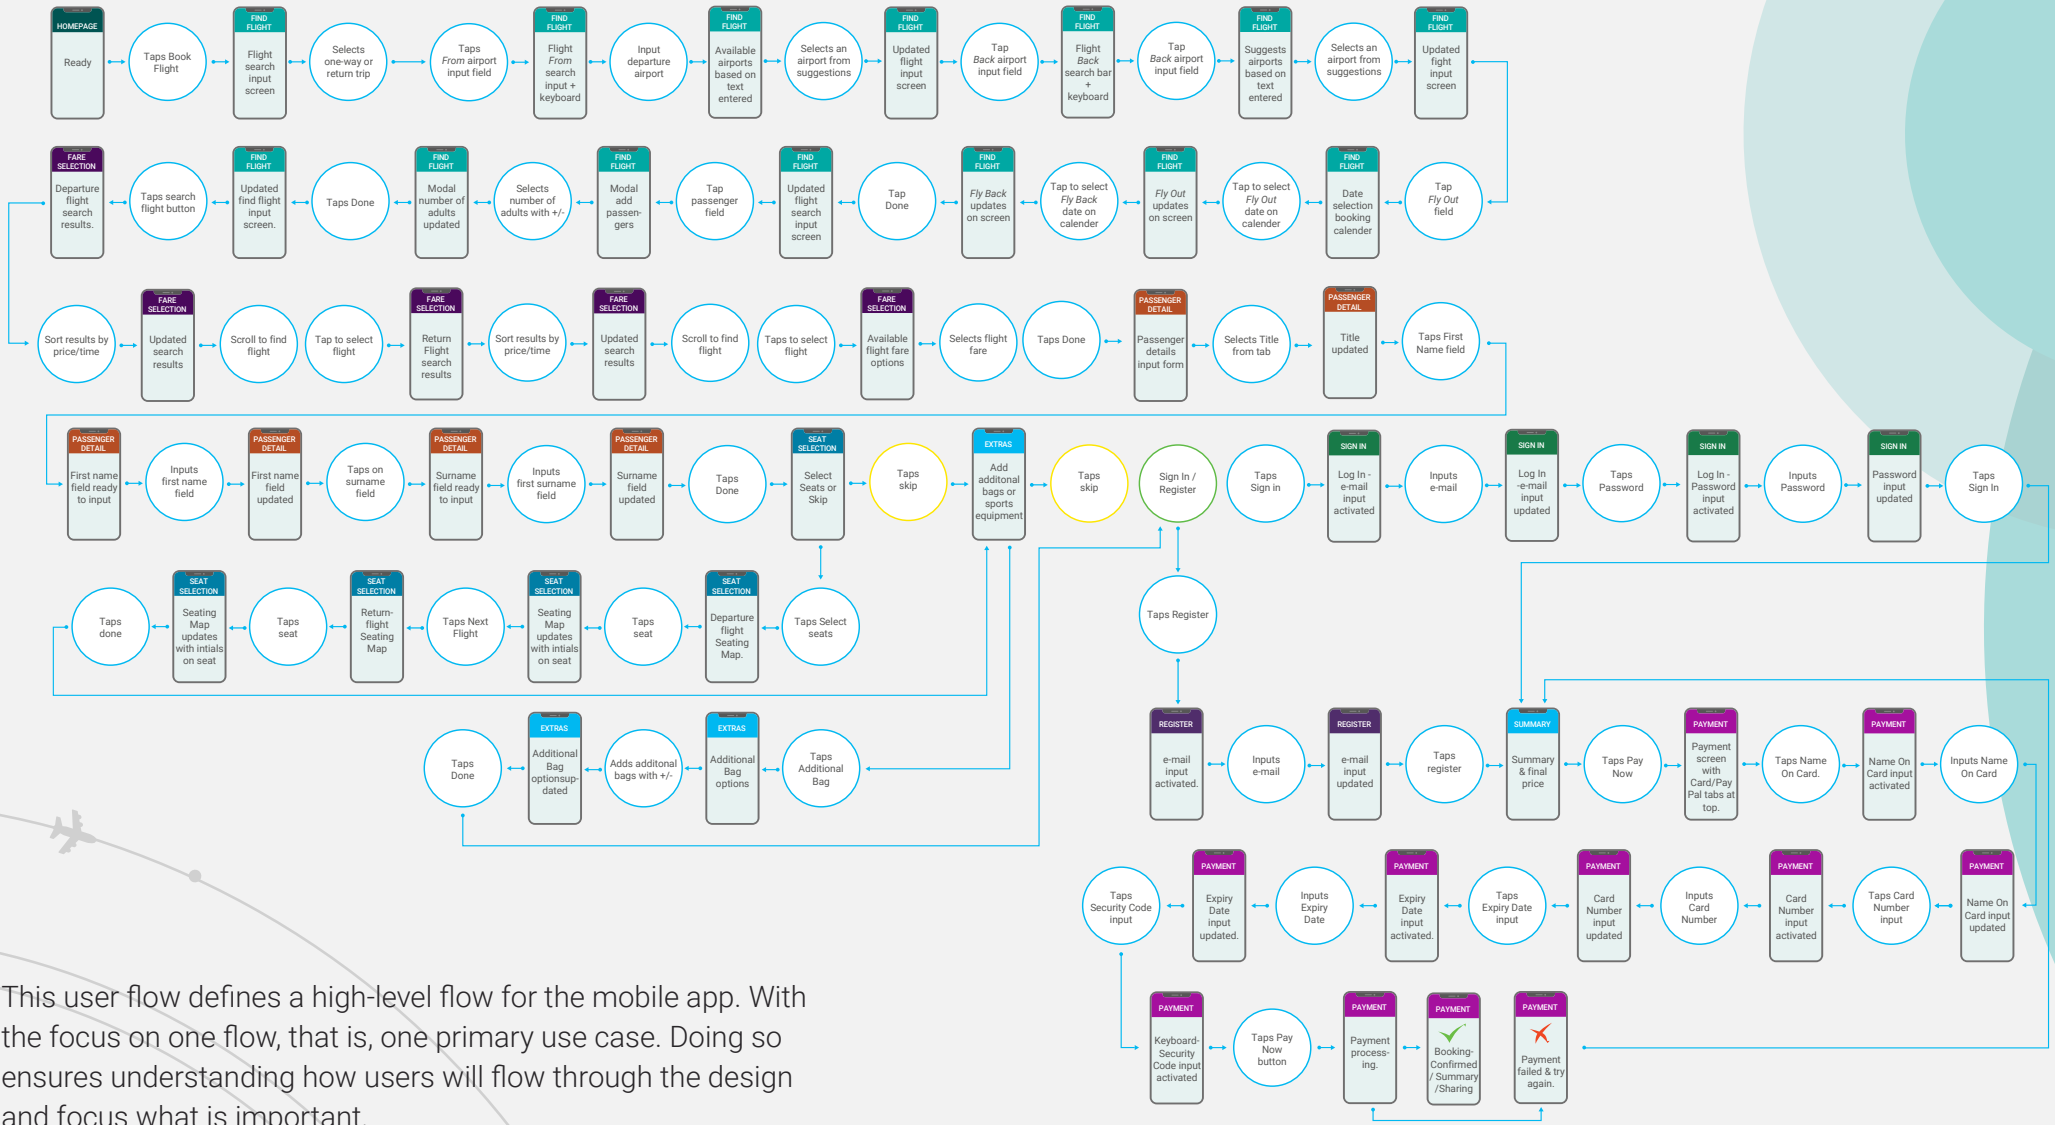 HOMEPAGE
Ready
Taps Book
Flight
FIND
FLIGHT
Flight
search
input
screen
Selects
one-way or
return trip
Taps
From airport
input field
FIND
FLIGHT
Flight
From
search
input +
keyboard
Input
departure
airport
FIND
FLIGHT
Available
airports
based on
text
entered
Selects an
airport from
suggestions
FIND
FLIGHT
Updated
flight
input
screen
Tap
Back airport
input field
FIND
FLIGHT
Flight
Back
search bar
+
keyboard
Tap
Back airport
input field
FIND
FLIGHT
Suggests
airports
based on
text
entered
Selects an
airport from
suggestions
FIND
FLIGHT
Updated
fight
input
screen
FARE
SELECTION
Departure
flight
search
results.
Taps search
flight button
FIND
FLIGHT
Updated
find flight
input
screen.
Taps Done
FIND
FLIGHT
Modal
number of
adults
updated
Selects
number of
adults with +/-
FIND
FLIGHT
Modal
add
passen-
gers
Tap
passenger
field
FIND
FLIGHT
Updated
flight
search
input
screen
Tap
Done
FIND
FLIGHT
Fly Back
updates
on screen
Tap to select
Fly Back
date on
calender
FIND
FLIGHT
Fly Out
updates
on screen
Tap to select
Fly Out
date on
calender
FIND
FLIGHT
Date
selection
booking
calender
Tap
Fly Out
field
Sort results by
price/time
FARE
SELECTION
Updated
search
results
Scroll to find
flight
Tap to select
flight
FARE
SELECTION
Return
Flight
search
results
Sort results by
price/time
FARE
SELECTION
Updated
search
results
Scroll to find
flight
Taps to select
flight
FARE
SELECTION
Available
flight fare
options
Selects flight
fare
Taps Done
PASSENGER
DETAIL
Passenger
details
input form
Selects Title
from tab
PASSENGER
DETAIL
Title
updated
Taps First
Name field
PASSENGER
DETAIL
First name
field ready
to input
Inputs
first name
field
PASSENGER
DETAIL
First name
field
updated
Taps on
surname
field
PASSENGER
DETAIL
Surname
field ready
to input
Inputs
first surname
field
PASSENGER
DETAIL
Surname
field
updated
Taps
Done
SEAT
SELECTION
Select
Seats or
Skip
Taps
skip
EXTRAS
Add
additonal
bags or
sports
equipment
Taps
skip
Sign In /
Register
Taps
Sign in
SIGN IN
Log In -
e-mail
input
activated
Inputs
e-mail
SIGN IN
Log In
-e-mail
input
updated
Taps
Password
SIGN IN
Log In -
Password
input
activated
Inputs
Password
SIGN IN
Password
input
updated
Taps
Sign In
Taps
done
SEAT
SELECTION
Seating
Map
updates
with intials
on seat
Taps
seat
SEAT
SELECTION
Return-
flight
Seating
Map
Taps Next
Flight
SEAT
SELECTION
Seating
Map
updates
with intials
on seat
Taps
seat
SEAT
SELECTION
Departure
flight
Seating
Map.
Taps Select
seats
Taps Register
Taps
Done
EXTRAS
Additional
Bag
optionsup-
dated
Adds additonal
bags with +/-
EXTRAS
Additional
Bag
options
Taps
Additional
Bag
REGISTER
e-mail
input
activated.
Inputs
e-mail
REGISTER
e-mail
input
updated
Taps
register
SUMMARY
Summary
& final
price
Taps Pay
Now
PAYMENT
Payment
screen
with
Card/Pay
Pal tabs at
top.
Taps Name
On Card.
PAYMENT
Name On
Card input
activated
Inputs Name
On Card
Taps
Security Code
input
PAYMENT
Expiry
Date
input
updated.
Inputs
Expiry
Date
PAYMENT
Expiry
Date
input
activated.
Taps
Expiry Date
input
PAYMENT
Card
Number
input
updated
Inputs
Card
Number
PAYMENT
Card
Number
input
activated
Taps Card
Number
input
PAYMENT
Name On
Card input
updated
PAYMENT
Keyboard-
Security
Code input
activated
Taps Pay
Now
button
PAYMENT
Payment
process-
ing.
PAYMENT
Booking-
Confirmed
/ Summary
/Sharing
PAYMENT
Payment
failed & try
again.
This user flow defines a high-level flow for the mobile app. With
the focus on one flow, that is, one primary use case. Doing so
ensures understanding how users will flow through the design
and focus what is important.